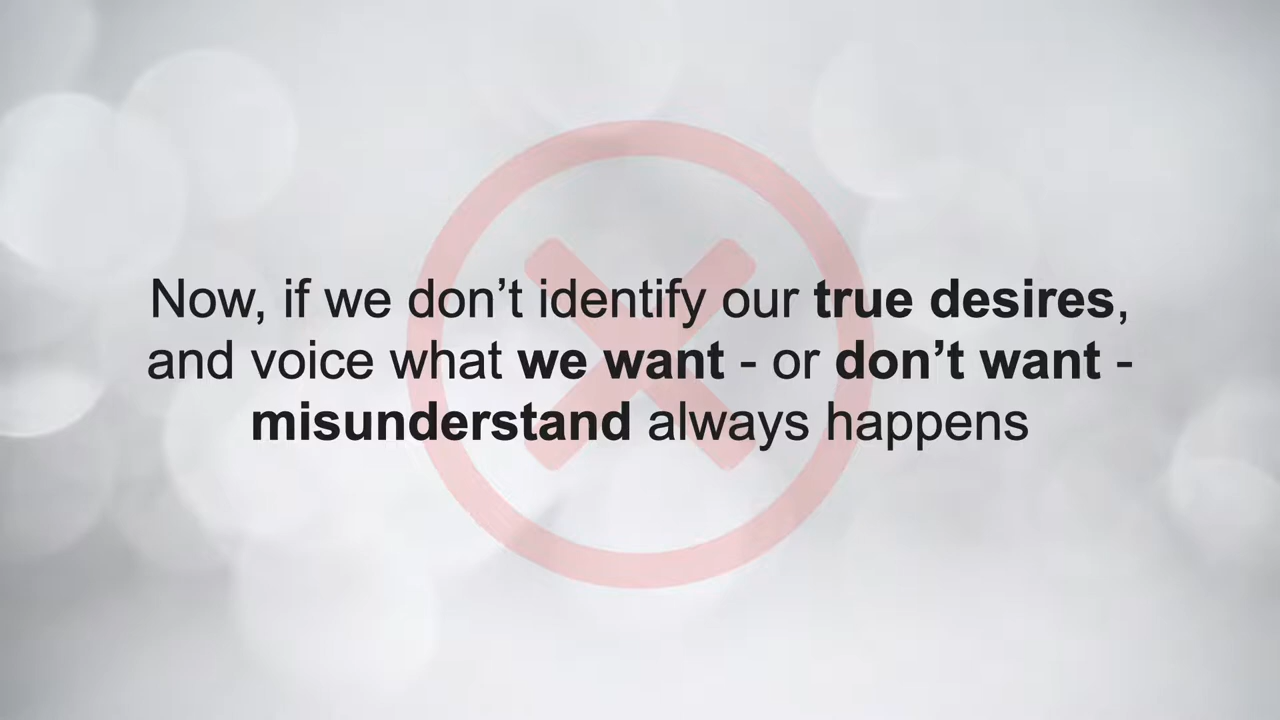 Now, if we don’t identify our true desires,
and voice what we want - or don’t want -
misunderstand always happens